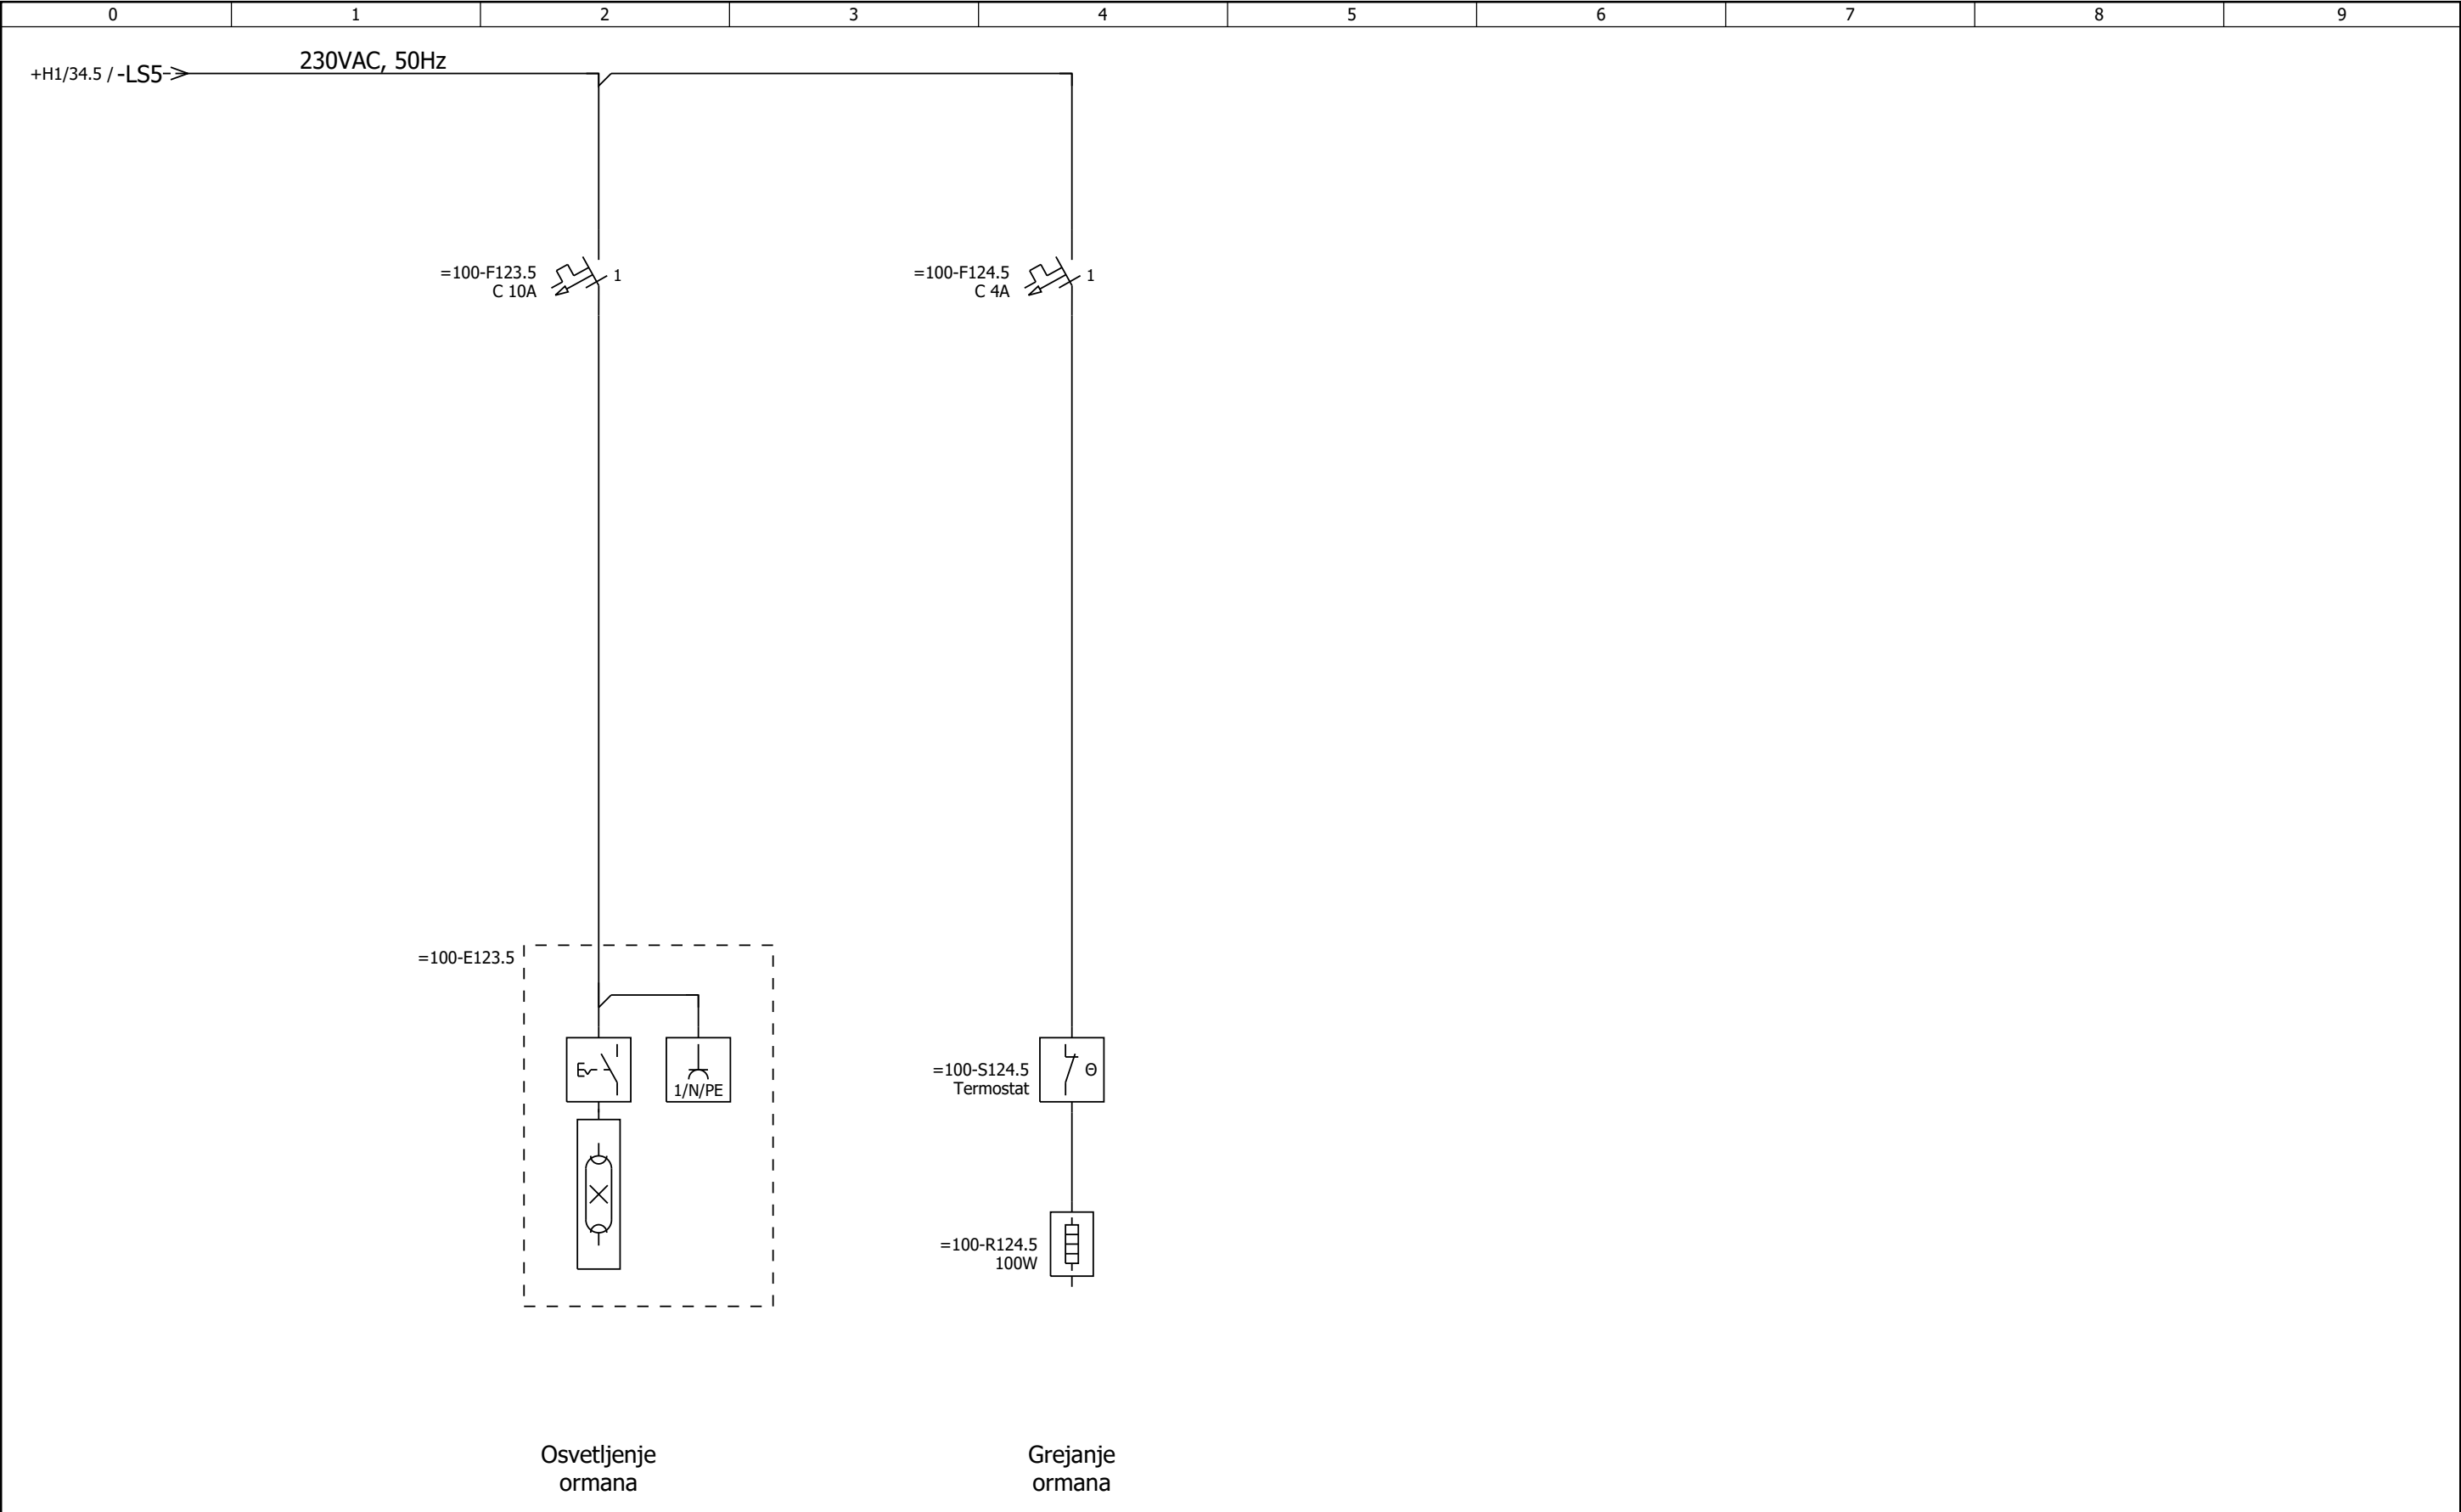 0 1 2 3 4 5 6 7 8 9
230VAC, 50Hz
+H1/34.5 / -LS5
=100-F123.5
C 10A
1
=100-F124.5
C 4A
1
=100-E123.5
1/N/PE
=100-S124.5
Termostat
Θ
=100-R124.5
100W
Osvetljenje
ormana
Grejanje
ormana